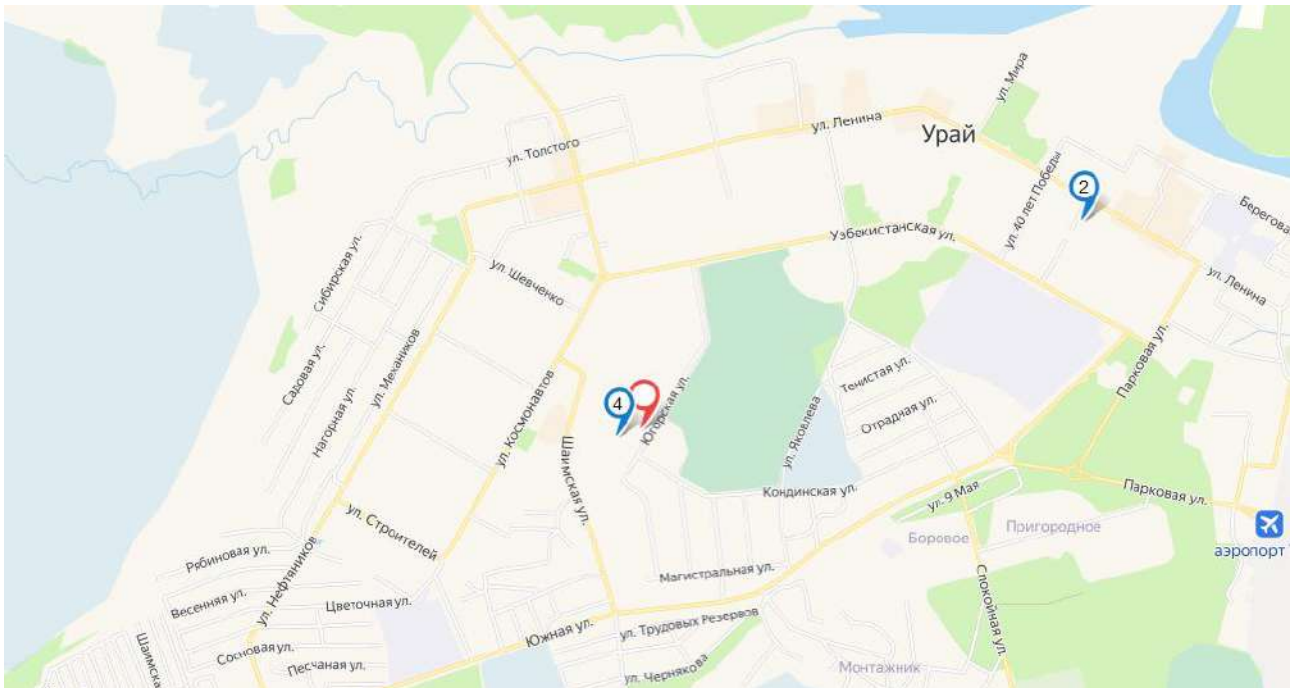 ул. Мира
ул. Ленина
Урай
ул. Толстого
ул. 40 лет Победы
2
Берегова
Узбекистанская ул.
Сибирская ул.
ул. Шевченко
ул. Ленина
Садовая ул.
ул. Механиков
Парковая ул.
Тенистая ул.
4
Югорская ул.
Нагорная ул.
ул. Космонавтов
Отрадная ул.
ул. Яковлева
Шаимская ул.
Кондинская ул.
ул. 9 Мая
Парковая ул.
ул. Строителей
Пригородное
Боровое
аэропорт
Рябиновая ул.
ул. Нефтяников
Магистральная ул.
Весенняя ул.
Цветочная ул.
Спокойная ул.
Южная ул.
ул. Трудовых Резервов
Шаимска
Сосновая ул.
Песчаная ул.
ул. Чернякова
Монтажник